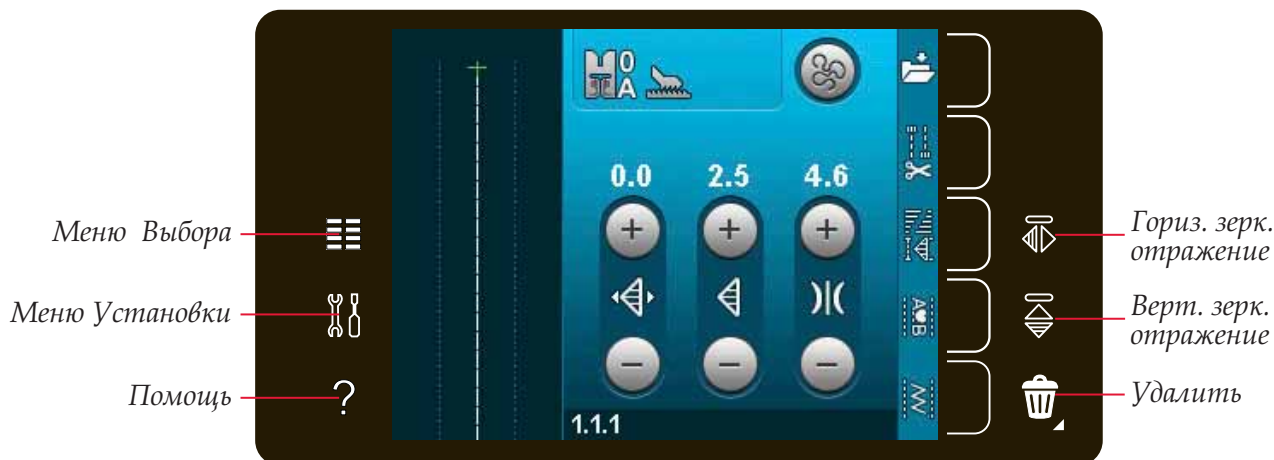 0
A
0.0 2.5 4.6
A♥B
1.1.1
Меню Выбора
Меню Установки
Помощь
?
Гориз. зерк.
отражение
Верт. зерк.
отражение
Удалить